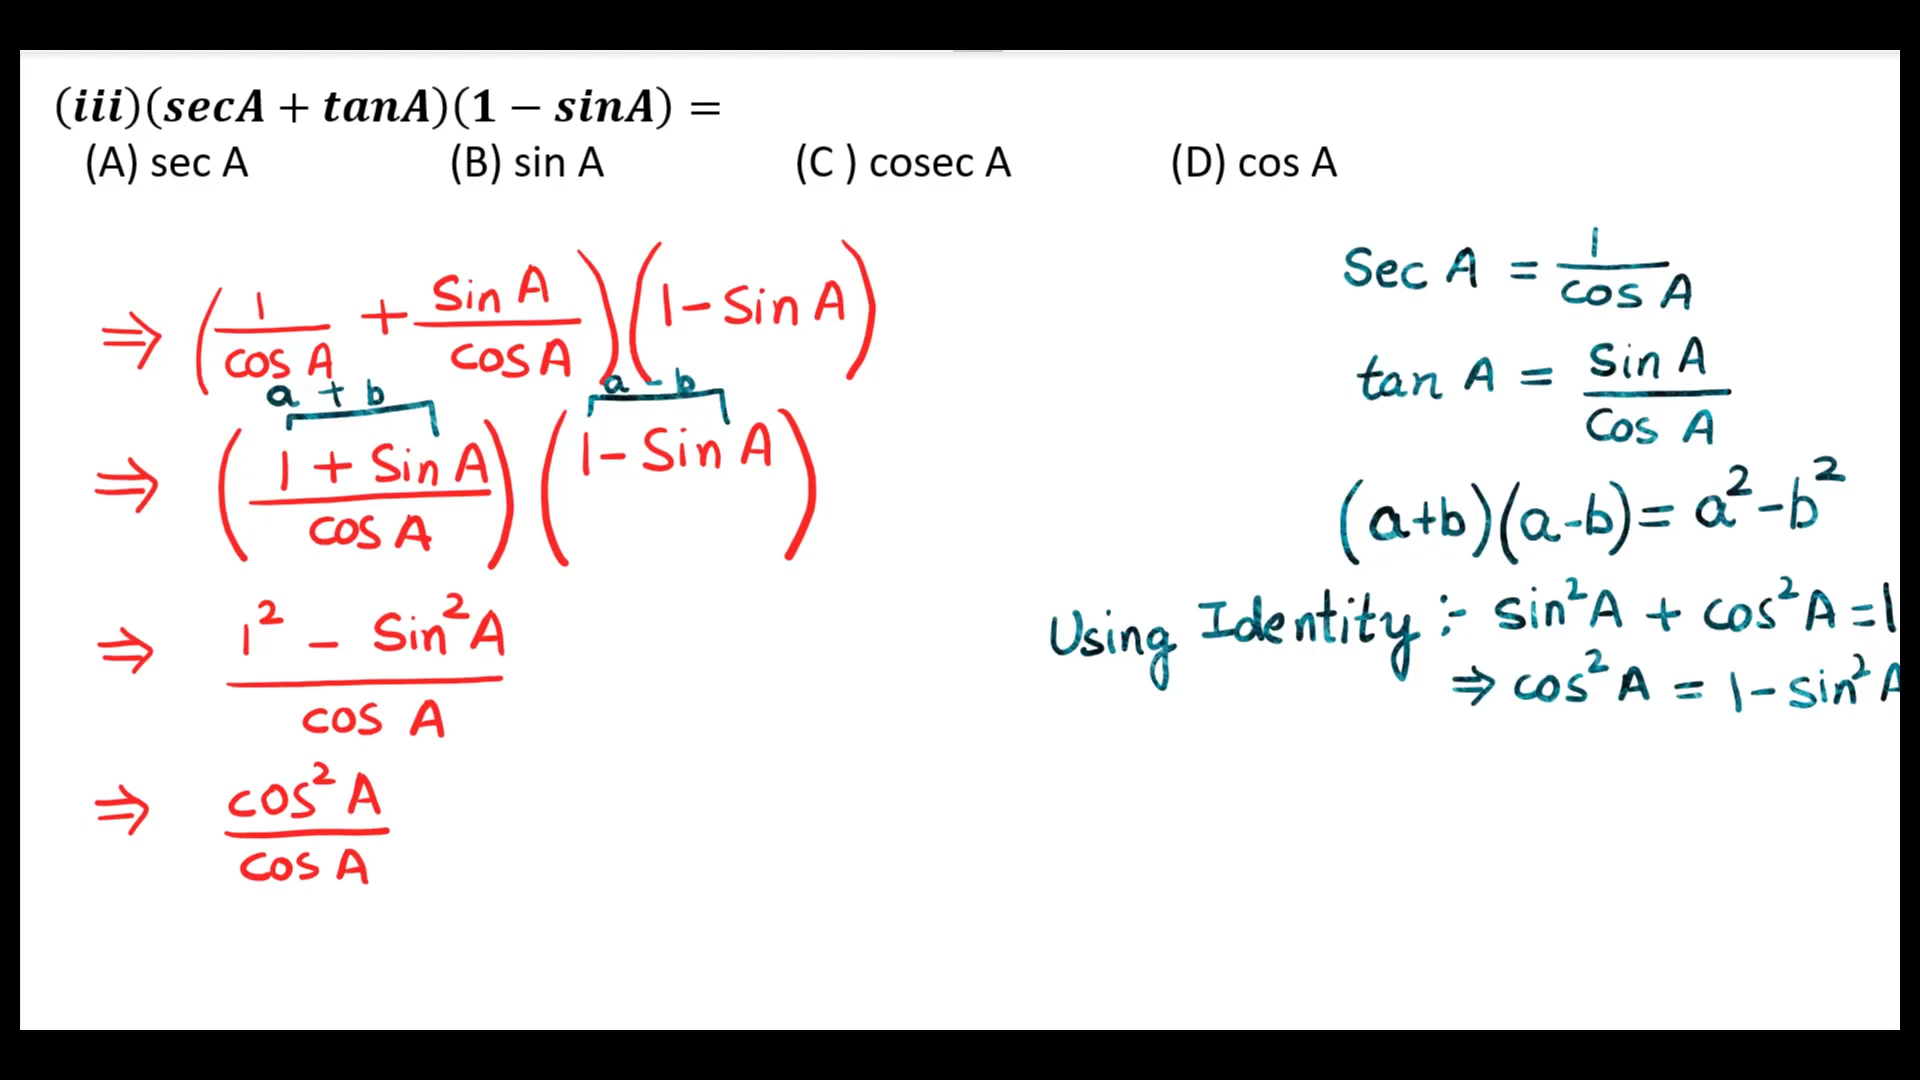 (iii)(secA + tanA)(1 − sinA) =
(A) sec A (B) sin A (C ) cosec A (D) cos A
⇒ (1/cos A + Sin A/cos A)(1 - Sin A)
a + b a - b
⇒ (1 + Sin A/cos A)(1 - Sin A)
⇒ 1² - Sin²A/cos A
⇒ cos²A/cos A
Sec A = 1/cos A
tan A = Sin A/Cos A
(a+b)(a-b) = a² - b²
Using Identity :- sin²A + cos²A = 1
⇒ cos²A = 1 - sin²A